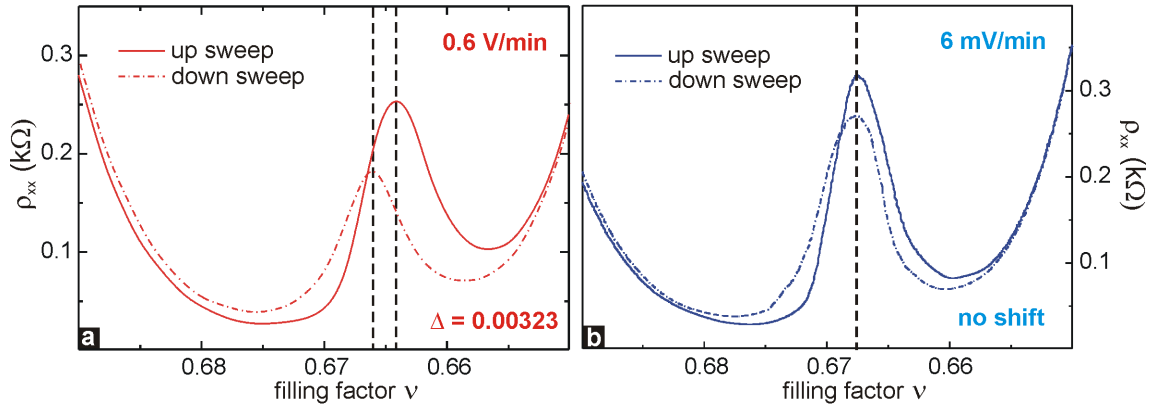 0.3
0.2
0.1
ρxx (kΩ)
up sweep
down sweep
0.6 V/min
Δ = 0.00323
a
0.68
0.67
0.66
filling factor ν
up sweep
down sweep
6 mV/min
no shift
b
0.3
0.2
0.1
ρxx (kΩ)
0.68
0.67
0.66
filling factor ν